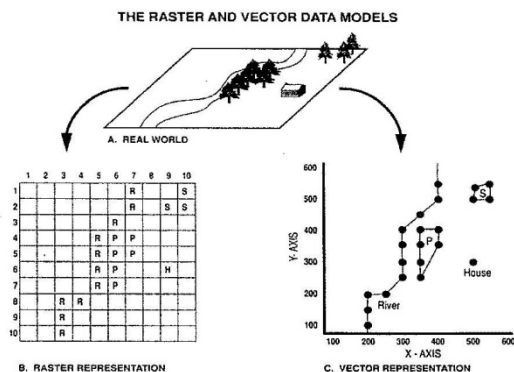 THE RASTER AND VECTOR DATA MODELS
A. REAL WORLD
1 2 3 4 5 6 7 8 9 10
1 R S
2 R S S
3 R
4 R P P
5 R P P
6 R P H
7 R P
8 R R
9 R
10 R
B. RASTER REPRESENTATION
600
500
400
300
200
100
Y-AXIS
S
P
House
River
100 200 300 400 500 600
X - AXIS
C. VECTOR REPRESENTATION